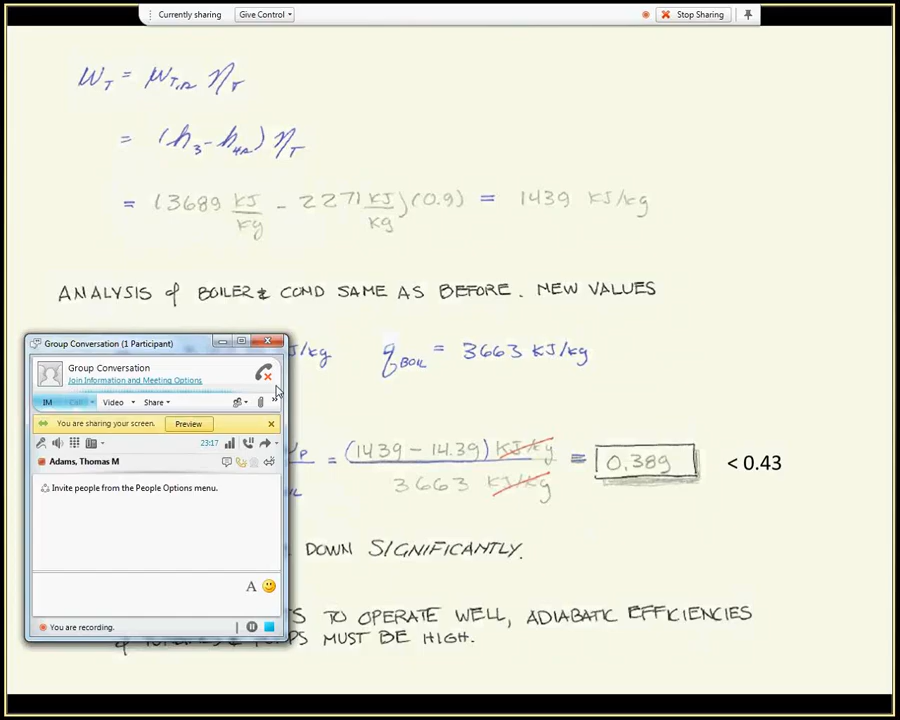 Currently sharing
Give Control
Stop Sharing
w_T = w_T,s η_T
= (h_3 - h_4s) η_T
= (3689 KJ/kg - 2271 KJ/kg)(0.9) = 1439 KJ/kg
ANALYSIS of BOILER & COND SAME AS BEFORE. NEW VALUES
J/kg q_BOIL = 3663 KJ/kg
Group Conversation (1 Participant)
Group Conversation
Join Information and Meeting Options
IM
Video
Share
You are sharing your screen.
Preview
23:17
Adams, Thomas M
Invite people from the People Options menu.
= (1439 - 14.39) KJ/kg / 3663 KJ/kg = 0.389 < 0.43
DOWN SIGNIFICANTLY.
A
S TO OPERATE WELL, ADIABATIC EFFICIENCIES
MUST BE HIGH.
You are recording.